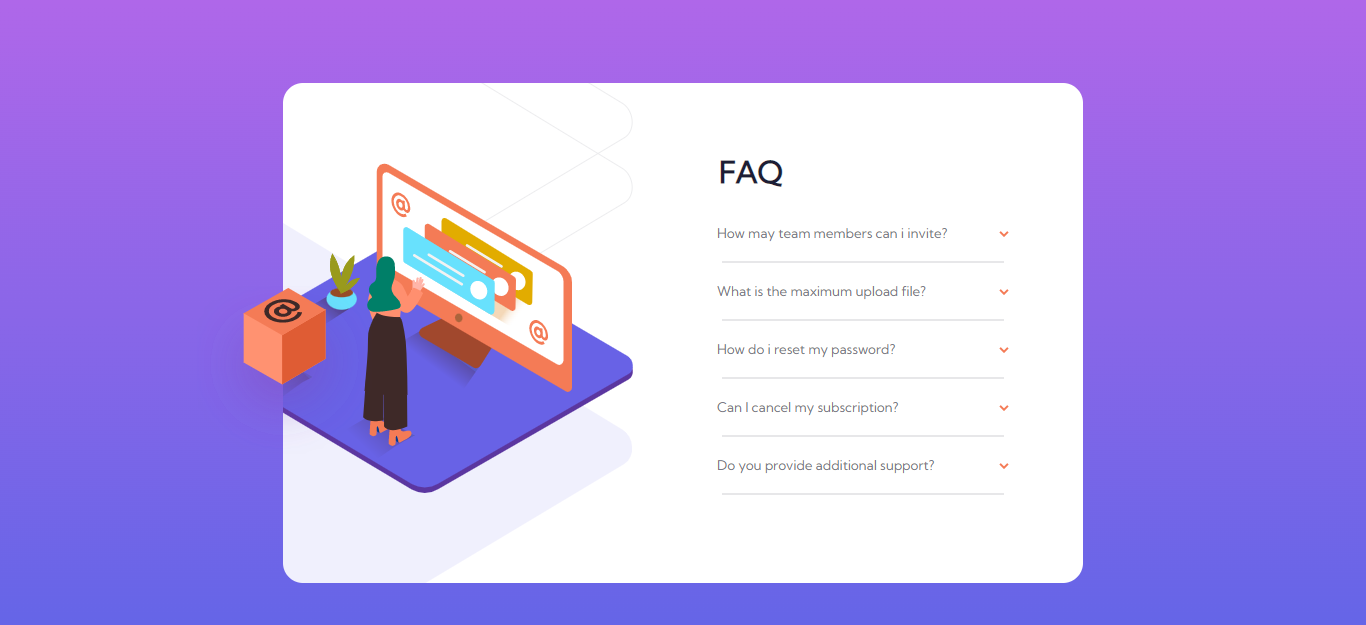 @
@
@
FAQ
How may team members can i invite?
What is the maximum upload file?
How do i reset my password?
Can I cancel my subscription?
Do you provide additional support?